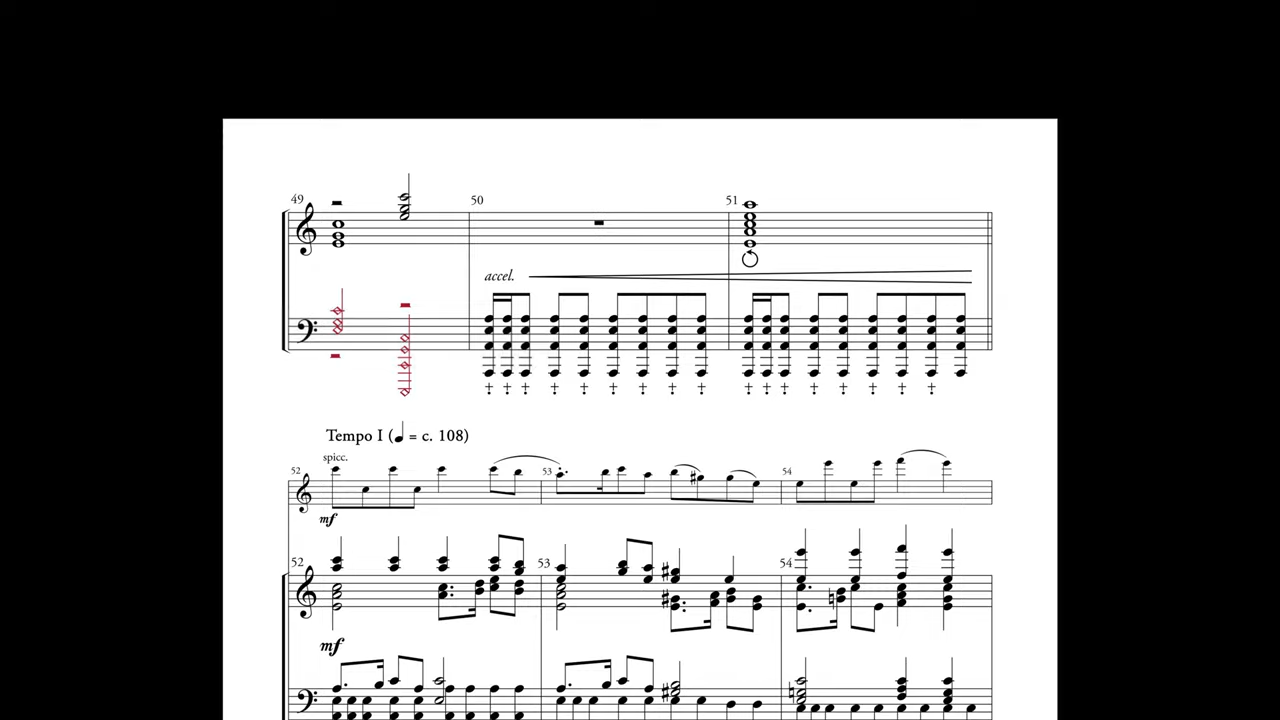 49 50 51
accel.
Tempo I (♩ = c. 108)
spicc.
52 53 54
mf
52 53 54
mf